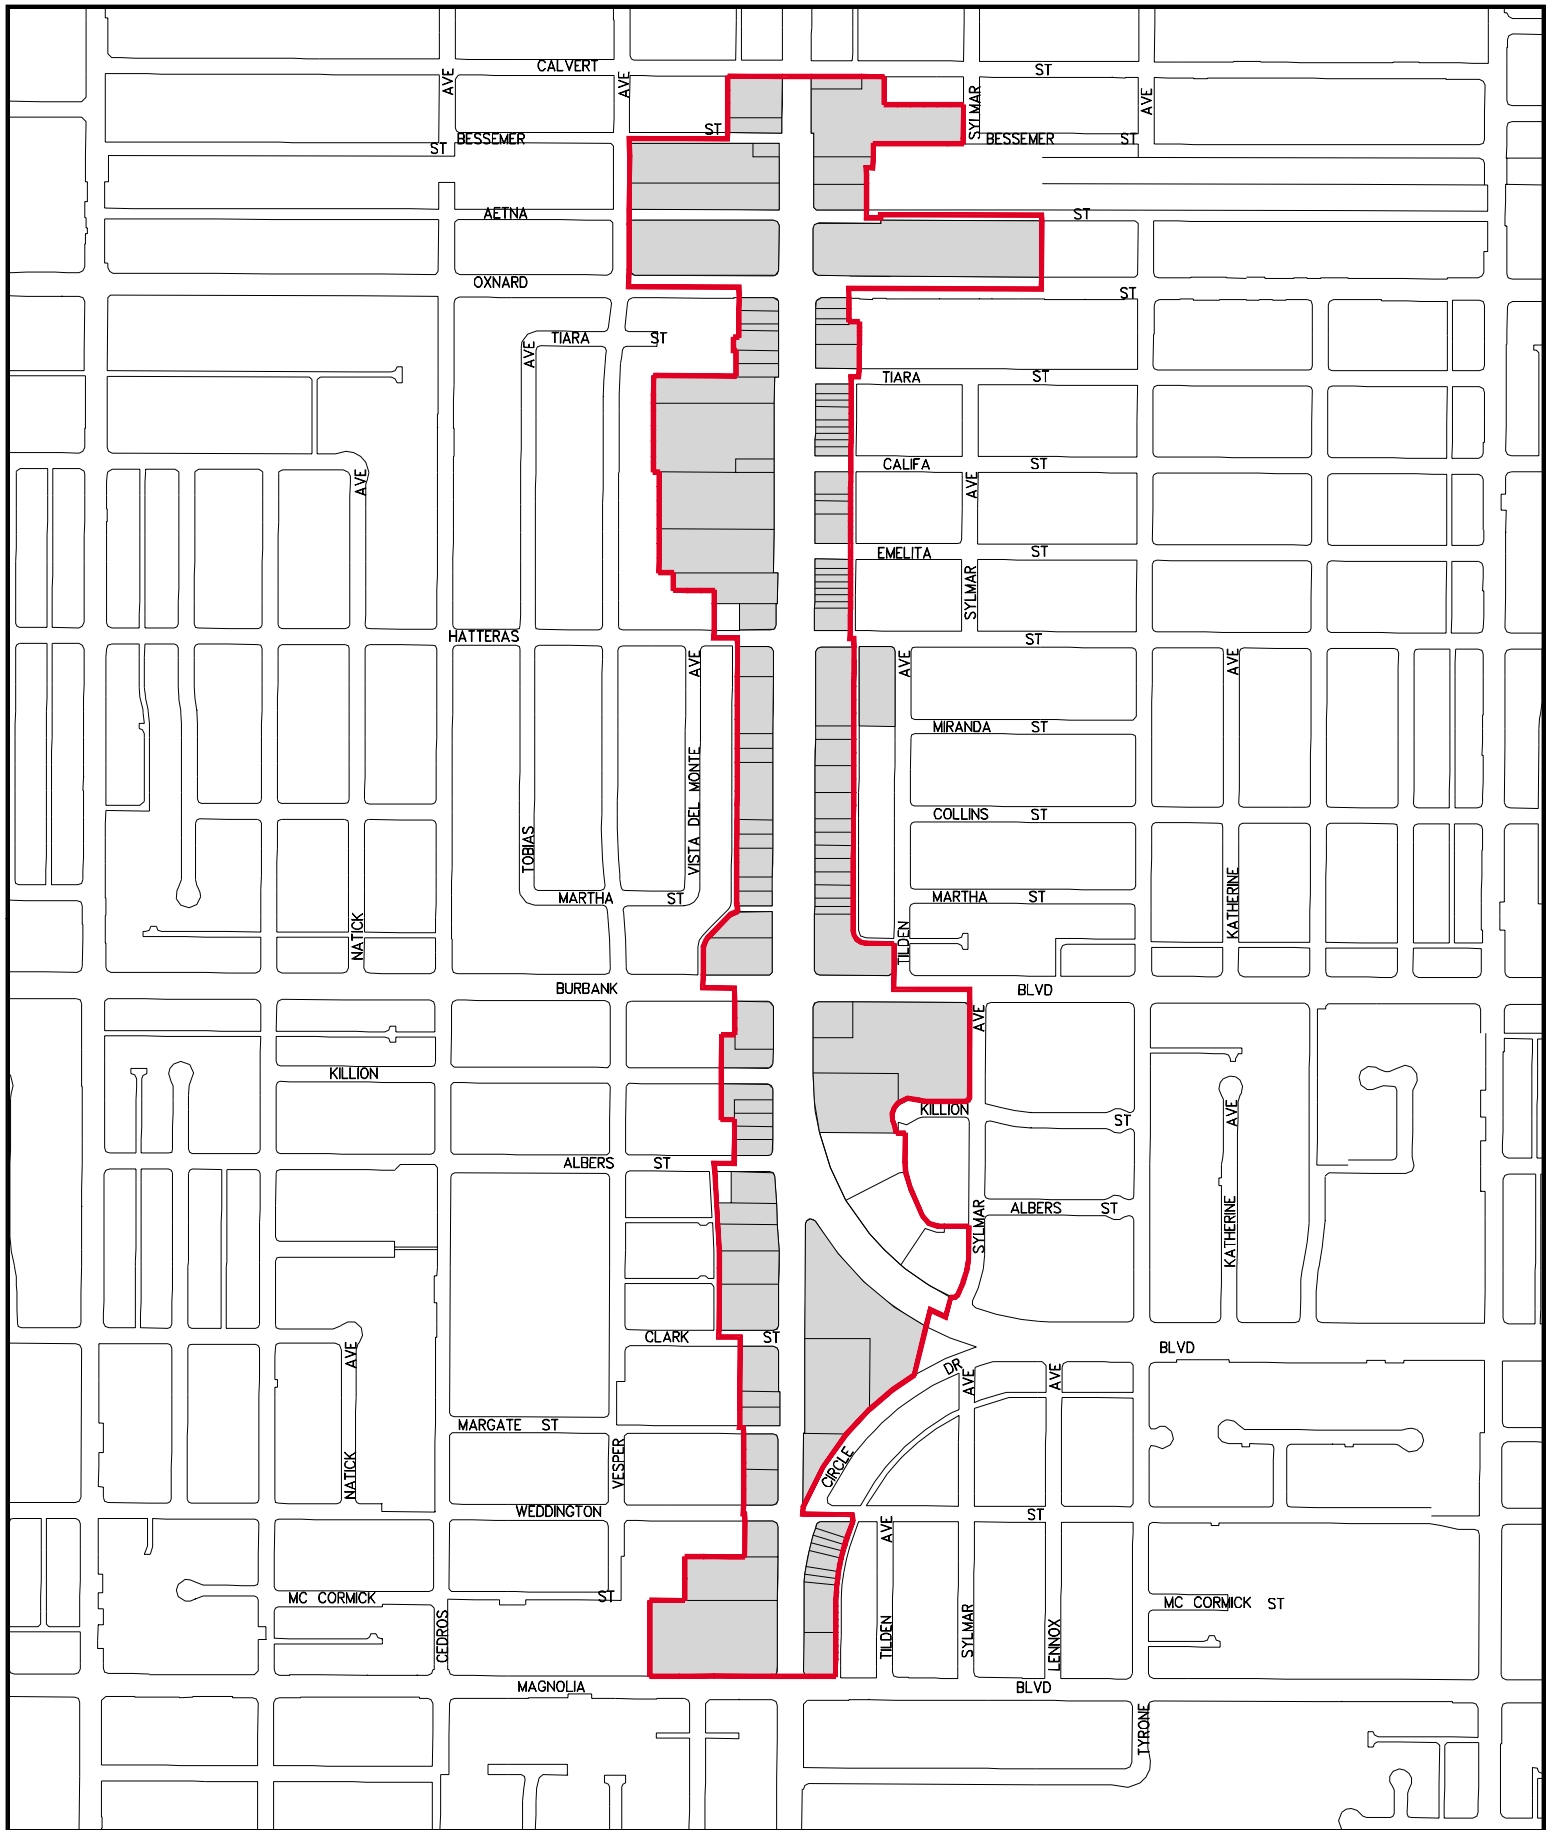 CALVERT ST
AVE
AVE
SYLMAR
AVE
ST
BESSEMER
ST
BESSEMER ST
AETNA ST
OXNARD ST
TIARA ST
AVE
TIARA ST
CALIFA ST
AVE
AVE
EMELITA ST
SYLMAR
HATTERAS ST
AVE
AVE
AVE
MIRANDA ST
VISTA DEL MONTE
COLLINS ST
TOBIAS
MARTHA ST
MARTHA ST
KATHERINE
NATICK
TILDEN
BURBANK BLVD
AVE
KILLION
KILLION
ST
AVE
ALBERS ST
ALBERS ST
SYLMAR
KATHERINE
CLARK ST
BLVD
AVE
DR
AVE
AVE
MARGATE ST
VESPER
CIRCLE
NATICK
WEDDINGTON ST
AVE
MC CORMICK ST
MC CORMICK ST
CEDROS
TILDEN
SYLMAR
LENNOX
MAGNOLIA BLVD
TYRONE